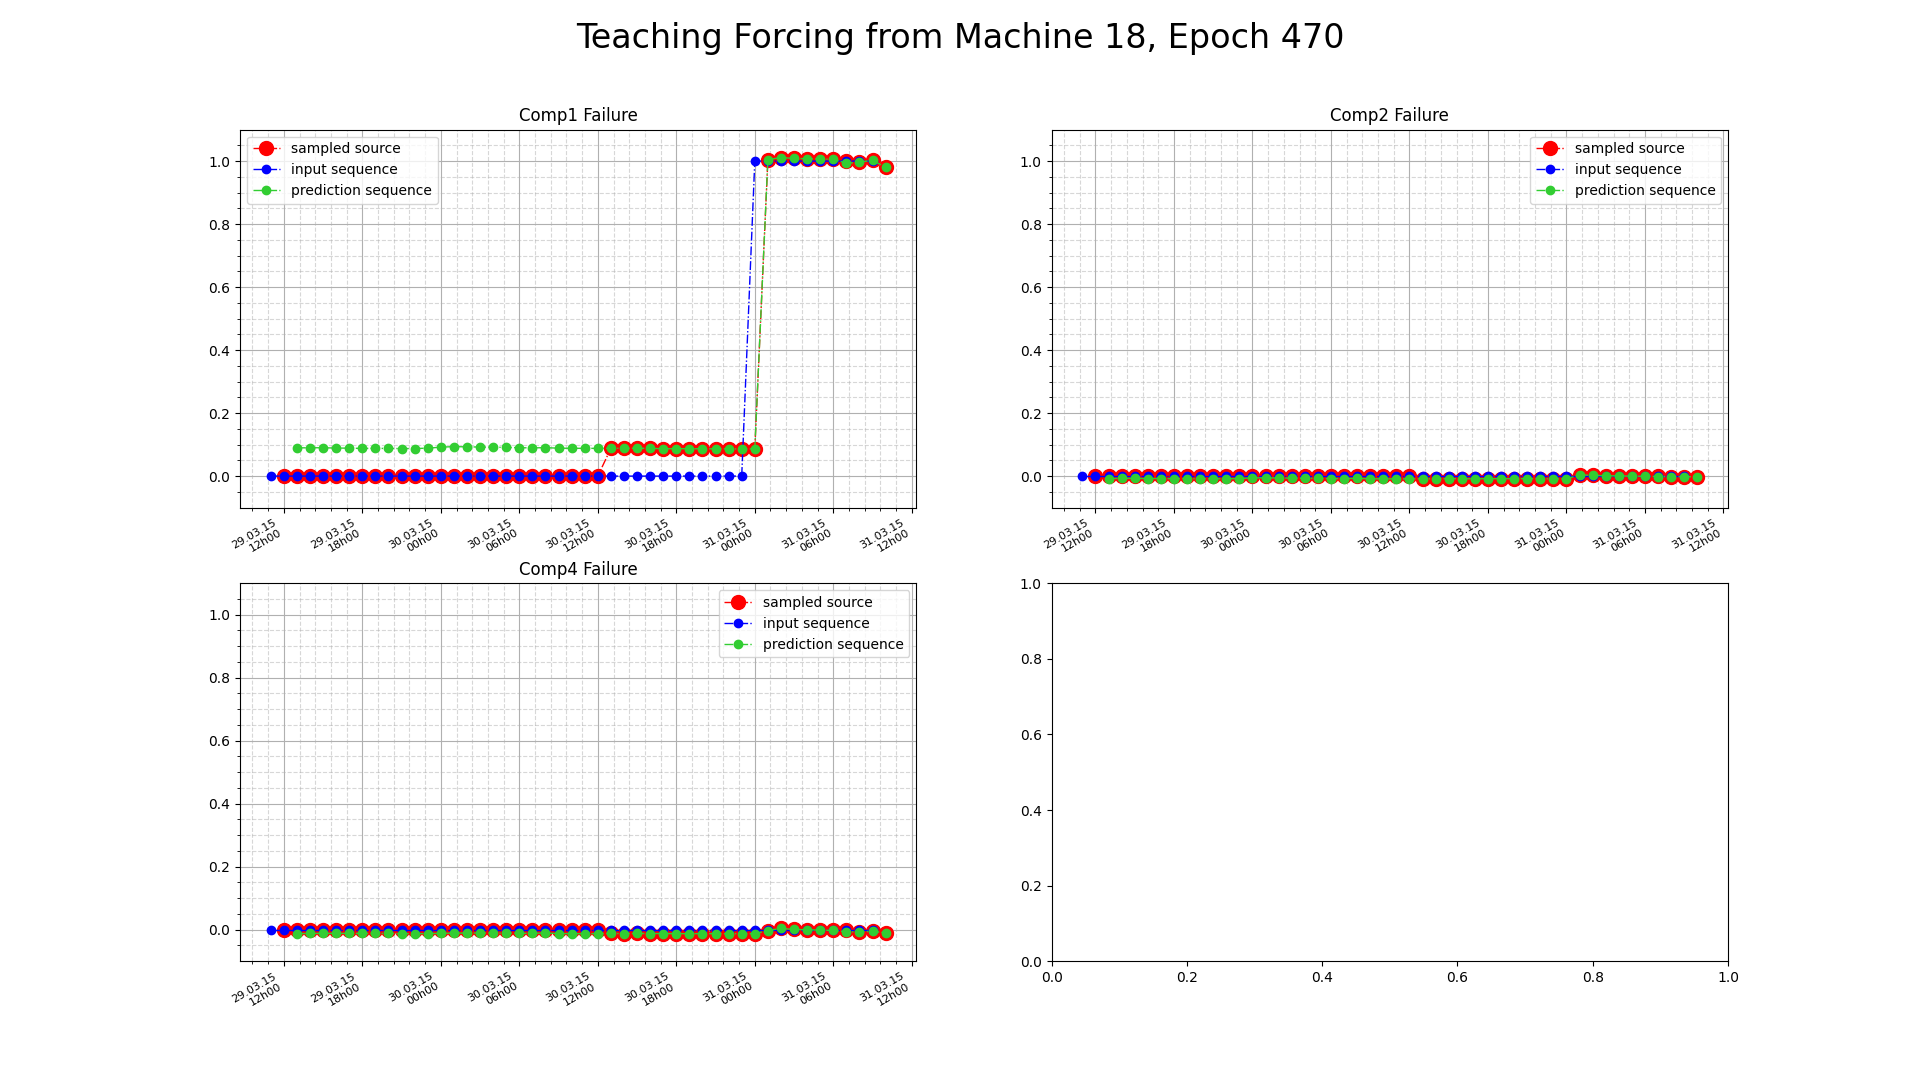 Teaching Forcing from Machine 18, Epoch 470
Comp1 Failure
sampled source
input sequence
prediction sequence
1.0
0.8
0.6
0.4
0.2
0.0
29.03.15
12h00
29.03.15
18h00
30.03.15
00h00
30.03.15
06h00
30.03.15
12h00
30.03.15
18h00
31.03.15
00h00
31.03.15
06h00
31.03.15
12h00
Comp2 Failure
sampled source
input sequence
prediction sequence
1.0
0.8
0.6
0.4
0.2
0.0
29.03.15
12h00
29.03.15
18h00
30.03.15
00h00
30.03.15
06h00
30.03.15
12h00
30.03.15
18h00
31.03.15
00h00
31.03.15
06h00
31.03.15
12h00
Comp4 Failure
sampled source
input sequence
prediction sequence
1.0
0.8
0.6
0.4
0.2
0.0
29.03.15
12h00
29.03.15
18h00
30.03.15
00h00
30.03.15
06h00
30.03.15
12h00
30.03.15
18h00
31.03.15
00h00
31.03.15
06h00
31.03.15
12h00
1.0
0.8
0.6
0.4
0.2
0.0
0.0 0.2 0.4 0.6 0.8 1.0